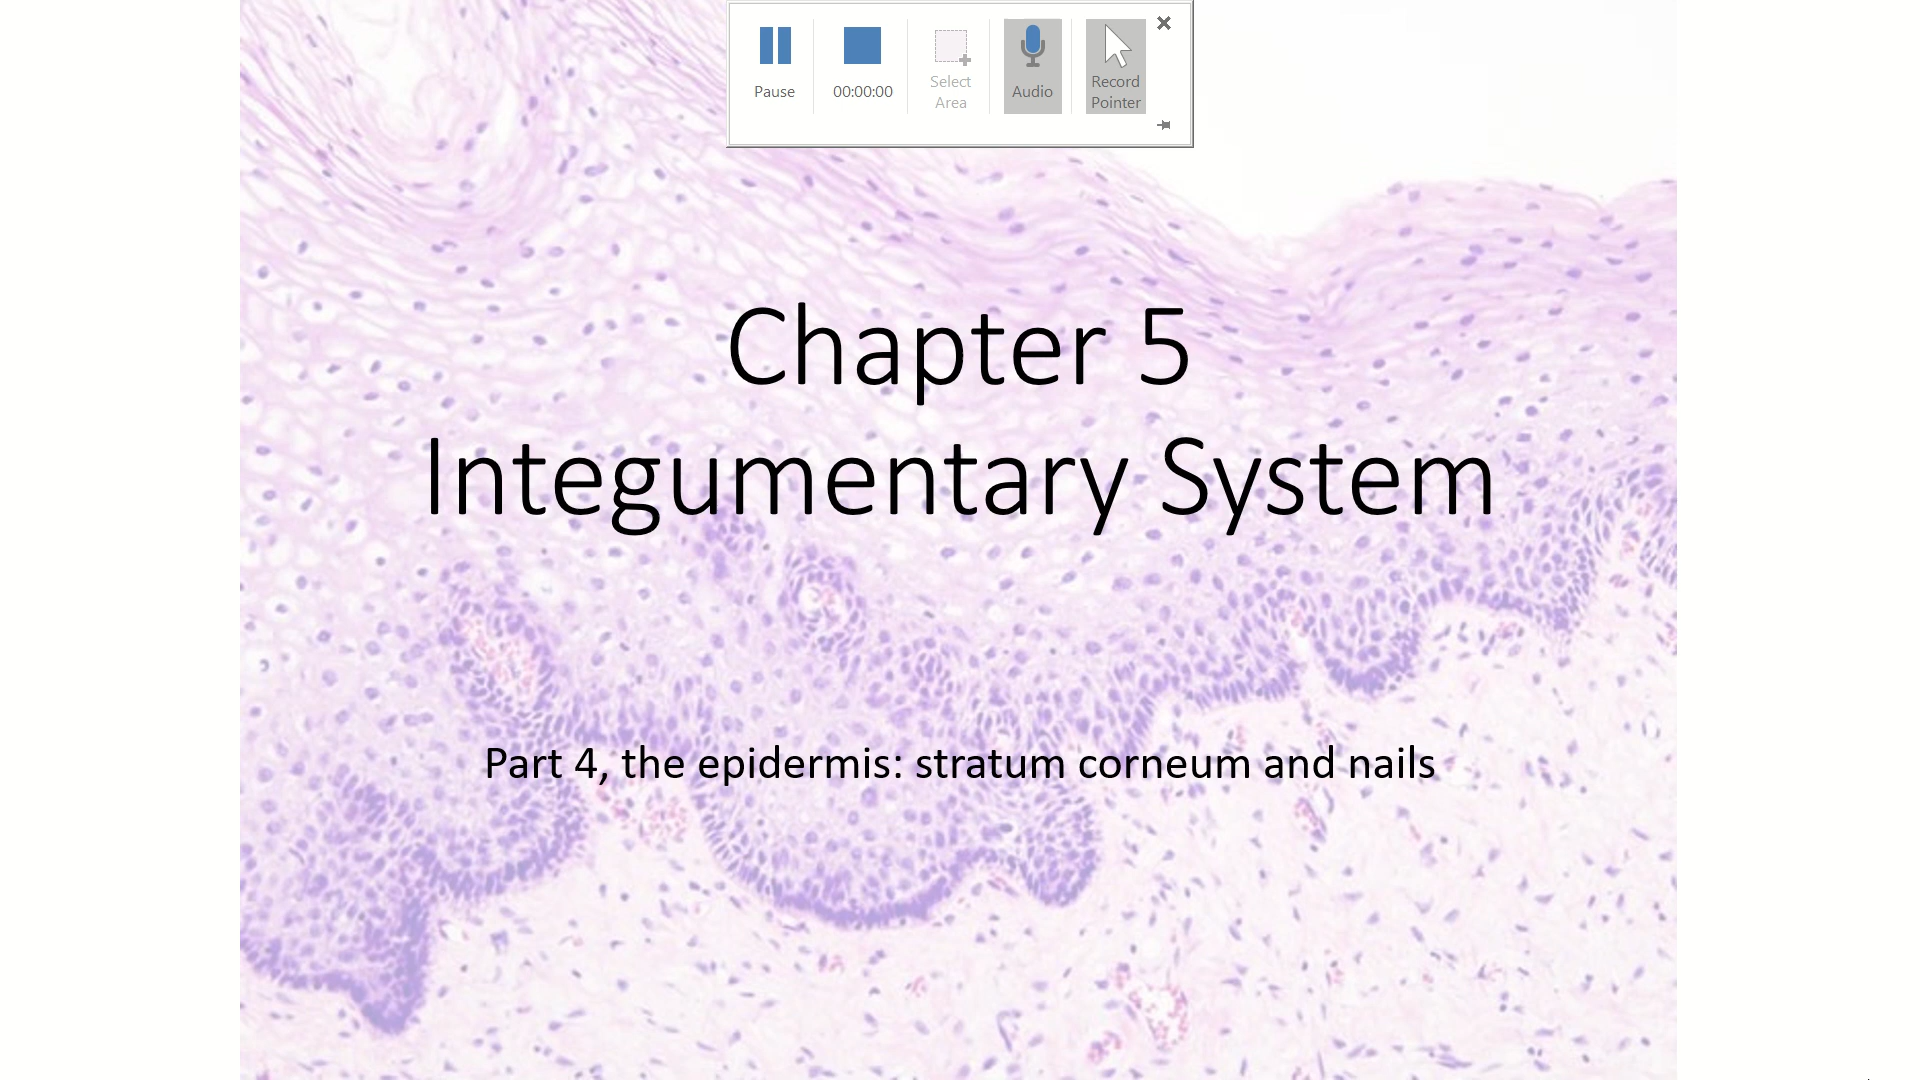 Pause
00:00:00
Select
Area
Audio
Record
Pointer
Chapter 5
Integumentary System
Part 4, the epidermis: stratum corneum and nails